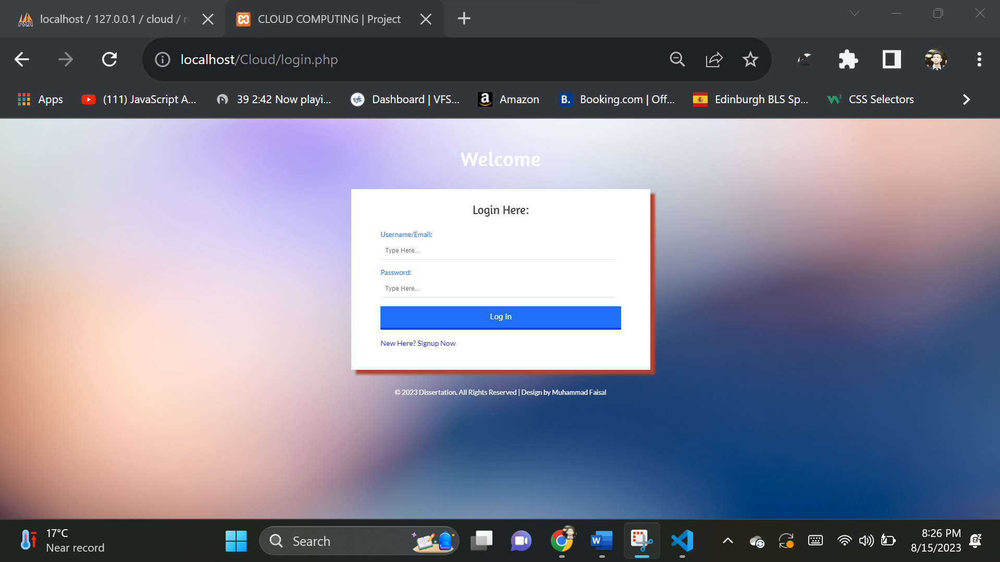 localhost / 127.0.0.1 / cloud /
CLOUD COMPUTING | Project
localhost/Cloud/login.php
Apps
(111) JavaScript A...
39 2:42 Now playi...
vfs.
Dashboard | VFS...
a
Amazon
B.
Booking.com | Off...
Edinburgh BLS Sp...
CSS Selectors
Welcome
Login Here:
Username/Email:
Type Here...
Password:
Type Here...
Log In
New Here? Signup Now
© 2023 Dissertation. All Rights Reserved | Design by Muhammad Faisal
17°C
Near record
Search
W
8:26 PM
8/15/2023